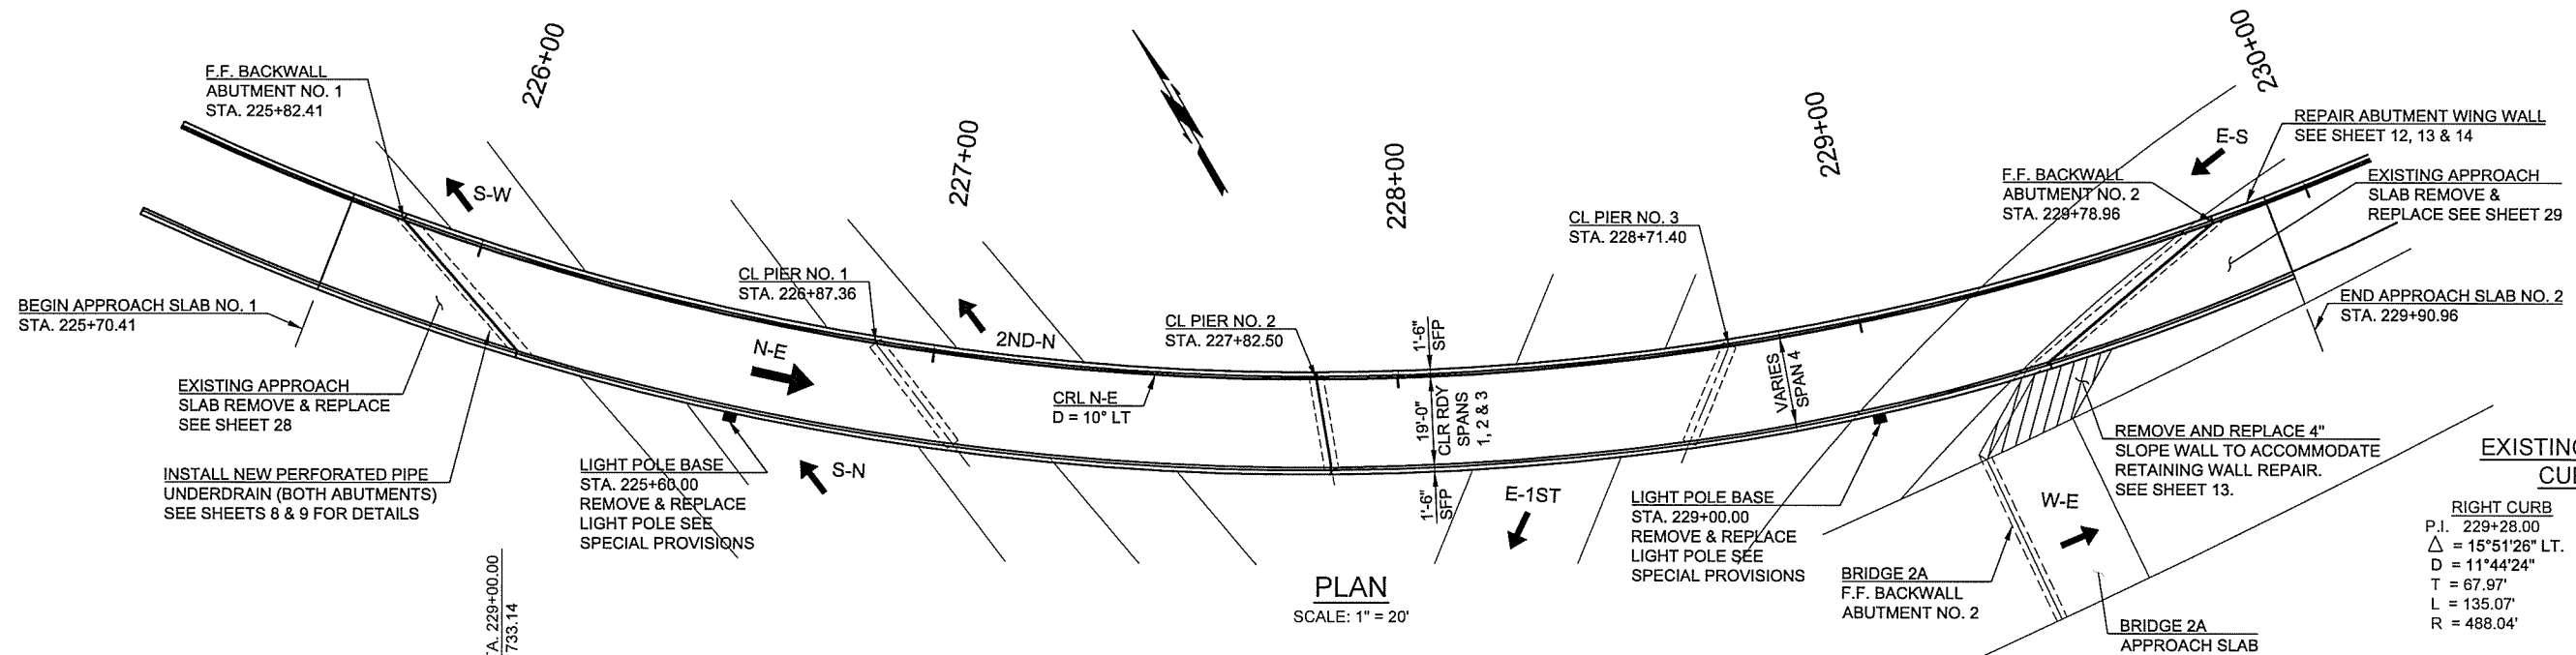 226+00
227+00
228+00
229+00
230+00
F.F. BACKWALL
ABUTMENT NO. 1
STA. 225+82.41
S-W
BEGIN APPROACH SLAB NO. 1
STA. 225+70.41
EXISTING APPROACH
SLAB REMOVE & REPLACE
SEE SHEET 28
INSTALL NEW PERFORATED PIPE
UNDERDRAIN (BOTH ABUTMENTS)
SEE SHEETS 8 & 9 FOR DETAILS
N-E
CL PIER NO. 1
STA. 226+87.36
2ND-N
CRL N-E
D = 10° LT
LIGHT POLE BASE
STA. 225+60.00
REMOVE & REPLACE
LIGHT POLE SEE
SPECIAL PROVISIONS
S-N
CL PIER NO. 2
STA. 227+82.50
1'-6"
SFP
19'-0"
CLR RDY
SPANS
1, 2 & 3
1'-6"
SFP
E-1ST
CL PIER NO. 3
STA. 228+71.40
VARIES
SPAN 4
LIGHT POLE BASE
STA. 229+00.00
REMOVE & REPLACE
LIGHT POLE SEE
SPECIAL PROVISIONS
F.F. BACKWALL
ABUTMENT NO. 2
STA. 229+78.96
E-S
REPAIR ABUTMENT WING WALL
SEE SHEET 12, 13 & 14
EXISTING APPROACH
SLAB REMOVE &
REPLACE SEE SHEET 29
END APPROACH SLAB NO. 2
STA. 229+90.96
REMOVE AND REPLACE 4"
SLOPE WALL TO ACCOMMODATE
RETAINING WALL REPAIR.
SEE SHEET 13.
W-E
BRIDGE 2A
F.F. BACKWALL
ABUTMENT NO. 2
BRIDGE 2A
APPROACH SLAB
PLAN
SCALE: 1" = 20'
TA. 229+00.00
733.14
EXISTING
CU
RIGHT CURB
P.I. 229+28.00
Δ = 15°51'26" LT.
D = 11°44'24"
T = 67.97'
L = 135.07'
R = 488.04'